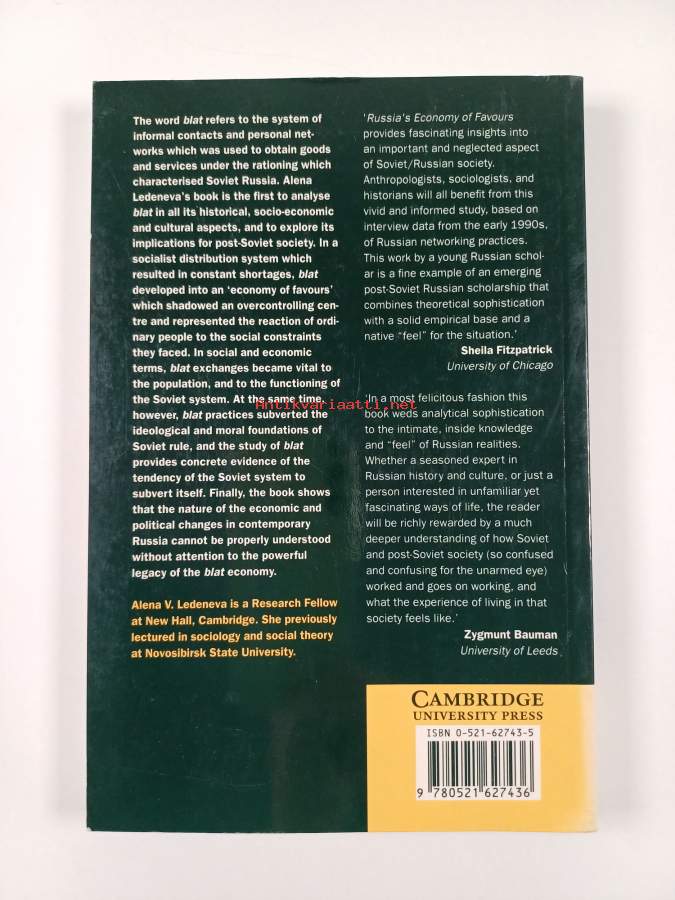 The word blat refers to the system of
informal contacts and personal net-
works which was used to obtain goods
and services under the rationing which
characterised Soviet Russia. Alena
Ledeneva's book is the first to analyse
blat in all its historical, socio-economic
and cultural aspects, and to explore its
implications for post-Soviet society. In a
socialist distribution system which
resulted in constant shortages, blat
developed into an 'economy of favours'
which shadowed an overcontrolling cen-
tre and represented the reaction of ordi-
nary people to the social constraints
they faced. In social and economic
terms, blat exchanges became vital to
the population, and to the functioning of
the Soviet system. At the same time,
however, blat practices subverted the
ideological and moral foundations of
Soviet rule, and the study of blat
provides concrete evidence of the
tendency of the Soviet system to
subvert itself. Finally, the book shows
that the nature of the economic and
political changes in contemporary
Russia cannot be properly understood
without attention to the powerful
legacy of the blat economy.
Alena V. Ledeneva is a Research Fellow
at New Hall, Cambridge. She previously
lectured in sociology and social theory
at Novosibirsk State University.
'Russia's Economy of Favours
provides fascinating insights into
an important and neglected aspect
of Soviet/Russian society.
Anthropologists, sociologists, and
historians will all benefit from this
vivid and informed study, based on
interview data from the early 1990s,
of Russian networking practices.
This work by a young Russian schol-
ar is a fine example of an emerging
post-Soviet Russian scholarship that
combines theoretical sophistication
with a solid empirical base and a
native "feel" for the situation.'
Sheila Fitzpatrick
University of Chicago
'In a most felicitous fashion this
book weds analytical sophistication
to the intimate, inside knowledge
and "feel" of Russian realities.
Whether a seasoned expert in
Russian history and culture, or just a
person interested in unfamiliar yet
fascinating ways of life, the reader
will be richly rewarded by a much
deeper understanding of how Soviet
and post-Soviet society (so confused
and confusing for the unarmed eye)
worked and goes on working, and
what the experience of living in that
society feels like.'
Zygmunt Bauman
University of Leeds
Antikvariaatti.net
CAMBRIDGE
UNIVERSITY PRESS
ISBN 0-521-62743-5
9 780521 627436